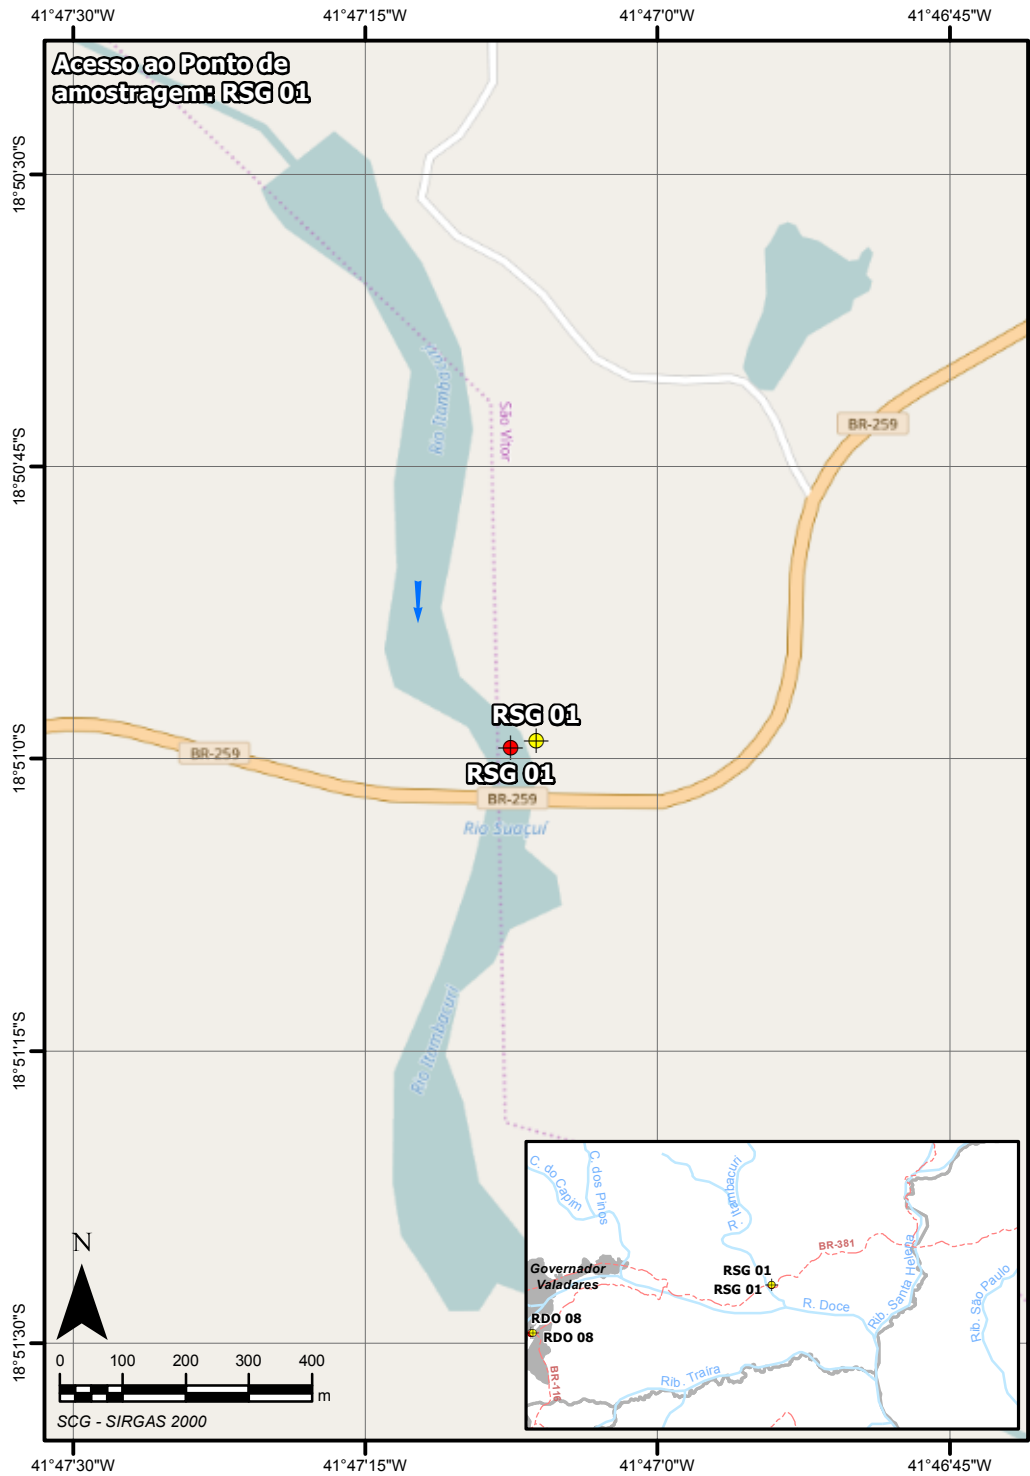 41°47'30"W
41°47'15"W
41°47'0"W
41°46'45"W
Acesso ao Ponto de
amostragem: RSG 01
18°50'30"S
Rio Itambacuri
São Vitor
BR-259
18°50'45"S
RSG 01
BR-259
18°51'0"S
RSG 01
BR-259
Rio Suaçuí
Rio Itambacuri
18°51'15"S
C. do Capim
C. dos Pinos
R. Itambacuri
BR-381
Governador
Valadares
RSG 01
RSG 01
R. Doce
Rib. Santa Helena
Rib. São Paulo
RDO 08
RDO 08
Rib. Traíra
BR-116
N
18°51'30"S
0 100 200 300 400
m
SCG - SIRGAS 2000
41°47'30"W
41°47'15"W
41°47'0"W
41°46'45"W